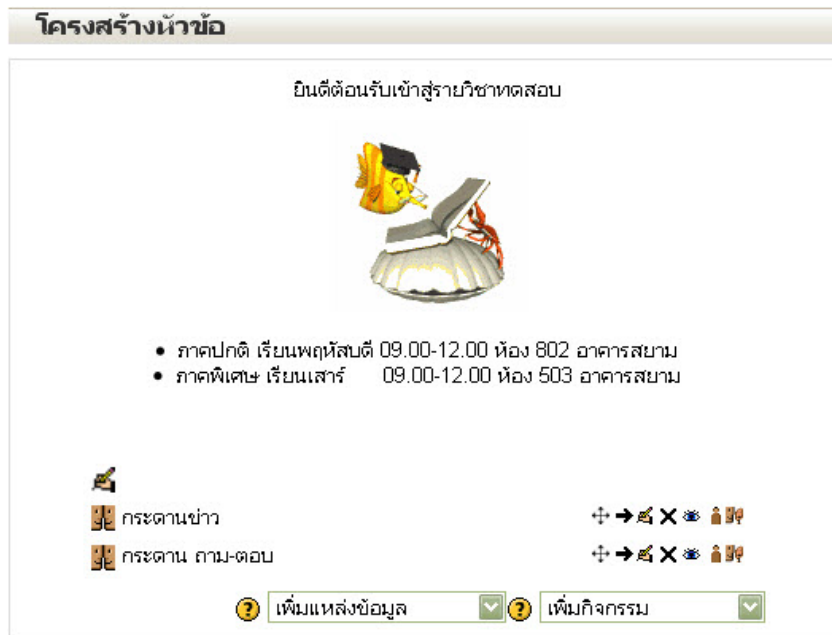 โครงสร้างหัวข้อ
ยินดีต้อนรับเข้าสู่รายวิชาทดสอบ
• ภาคปกติ เรียนพฤหัสบดี 09.00-12.00 ห้อง 802 อาคารสยาม
• ภาคพิเศษ เรียนเสาร์ 09.00-12.00 ห้อง 503 อาคารสยาม
กระดานข่าว
กระดาน ถาม-ตอบ
เพิ่มแหล่งข้อมูล เพิ่มกิจกรรม